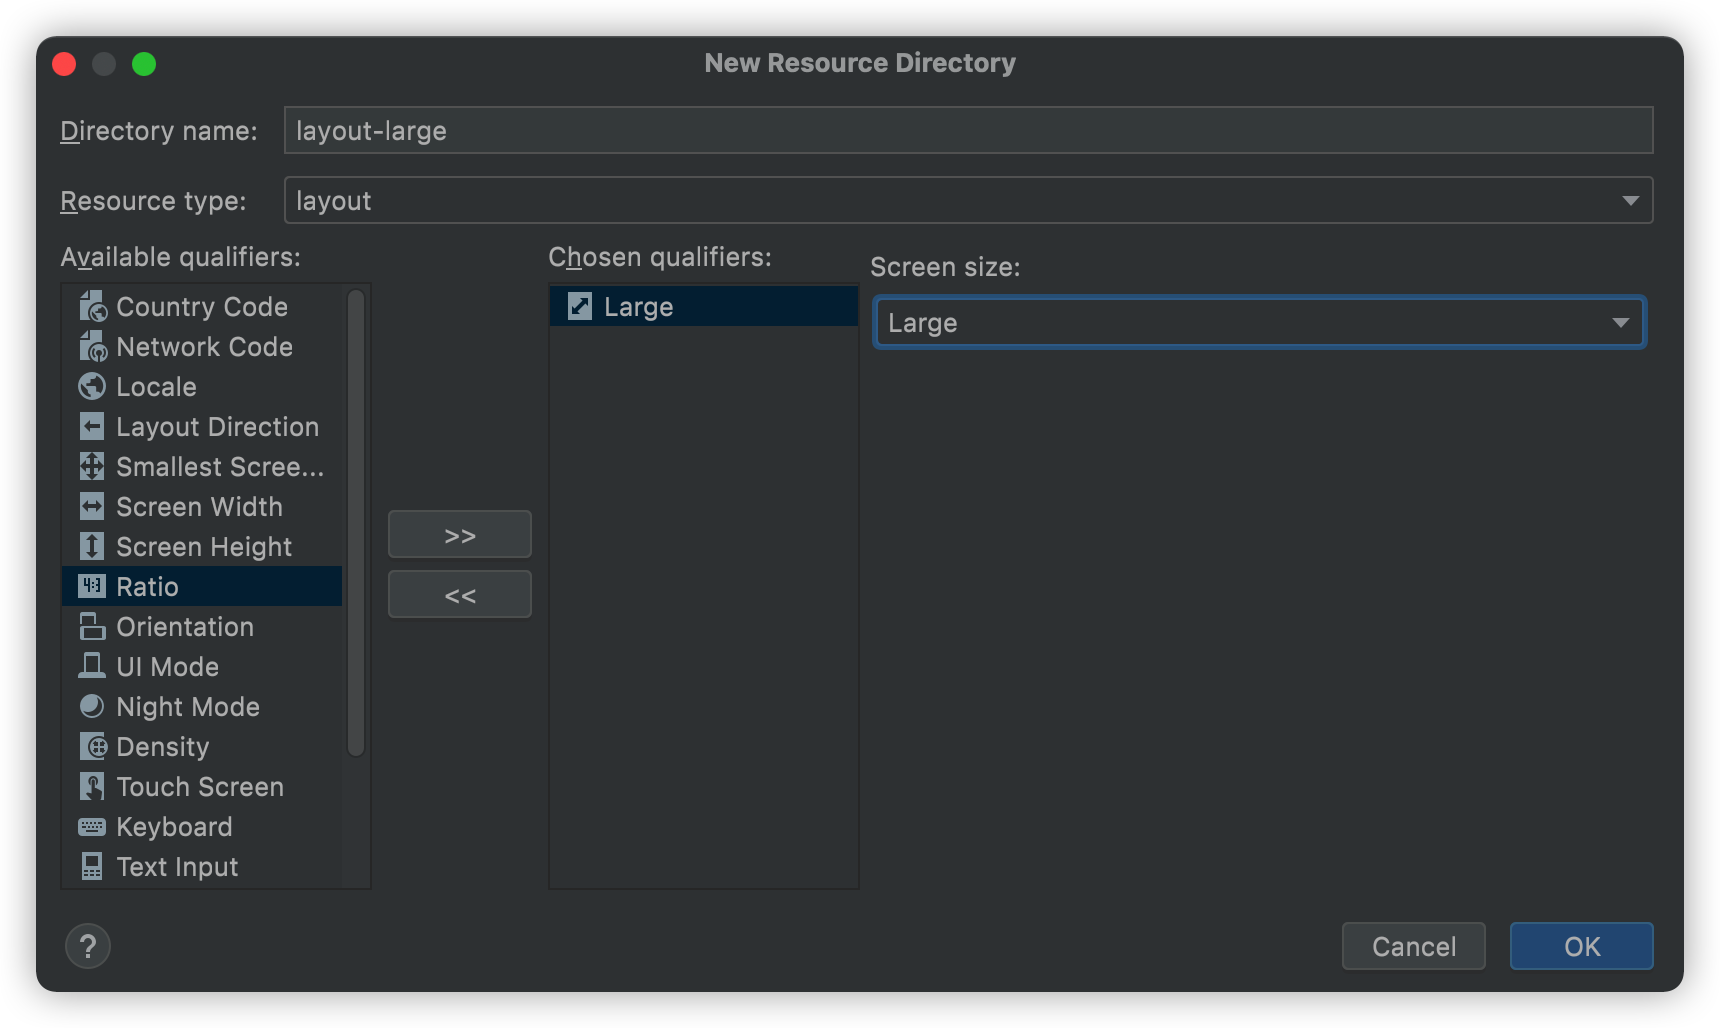 New Resource Directory
Directory name: layout-large
Resource type: layout
Available qualifiers:
Country Code
Network Code
Locale
Layout Direction
Smallest Scree...
Screen Width
Screen Height
4:3 Ratio
Orientation
UI Mode
Night Mode
Density
Touch Screen
Keyboard
Text Input
>>
<<
Chosen qualifiers:
Large
Screen size:
Large
?
Cancel
OK